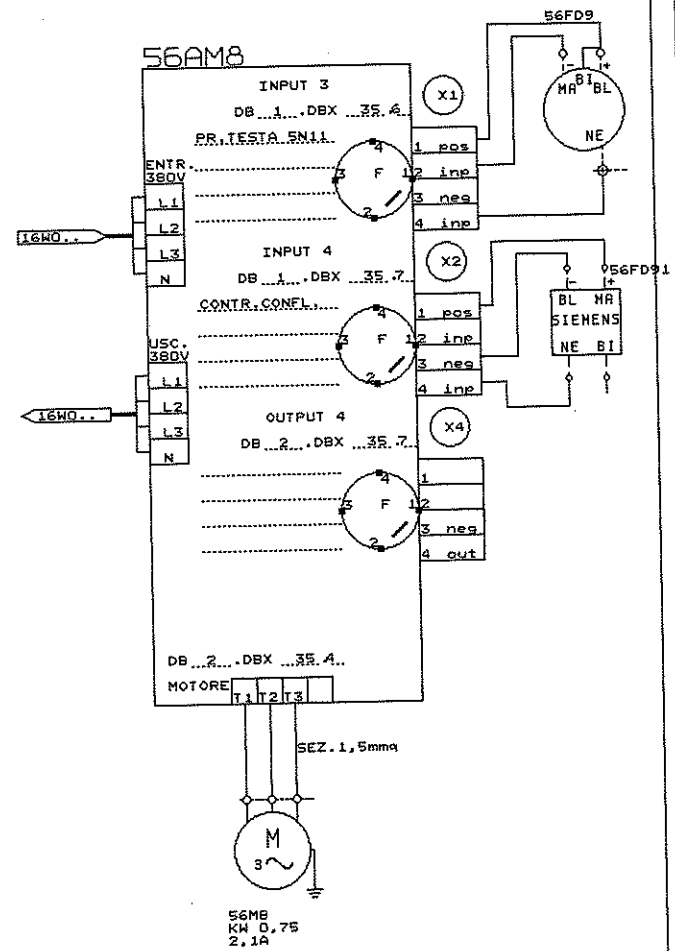 56FD9
56AM8
INPUT 3
X1
DB 1 .DBX 35.6
- +
MA BI BL
NE
PR.TESTA 5N11
ENTR.
380V
4
3 F 1
2
1 pos
2 inp
3 neg
4 inp
L1
L2
L3
N
16WO..
INPUT 4
X2
DB 1 .DBX 35.7
56FD91
- +
BL MA
SIEMENS
NE BI
CONTR.CONFL.
4
3 F 1
2
1 pos
2 inp
3 neg
4 inp
USC.
380V
L1
L2
L3
N
16WO..
OUTPUT 4
X4
DB 2 .DBX 35.7
4
3 F 1
2
1
2
3 neg
4 out
DB 2 .DBX 35.4
MOTORE T1 T2 T3
SEZ.1,5mmq
M
3~
56M8
KW 0,75
2,1A